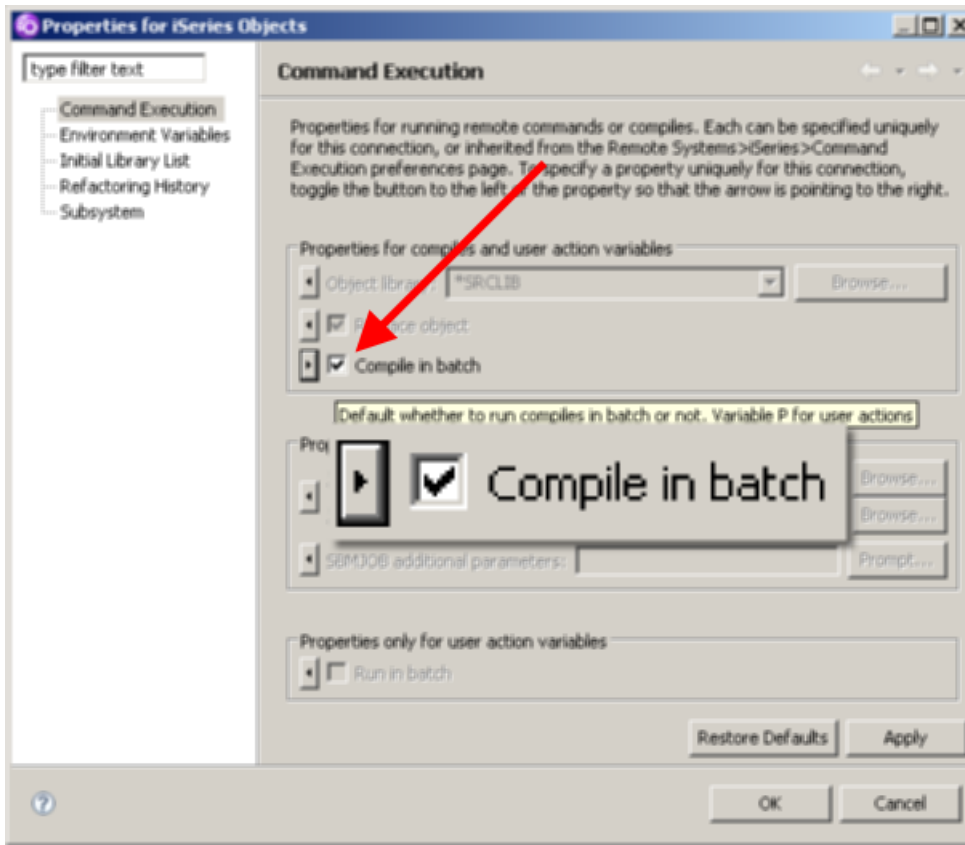 Properties for iSeries Objects
type filter text
Command Execution
Environment Variables
Initial Library List
Refactoring History
Subsystem
Command Execution
Properties for running remote commands or compiles. Each can be specified uniquely
for this connection, or inherited from the Remote Systems>iSeries>Command
Execution preferences page. To specify a property uniquely for this connection,
toggle the button to the left of the property so that the arrow is pointing to the right.
Properties for compiles and user action variables
Object library: *SRCLIB Browse...
Replace object
Compile in batch
Default whether to run compiles in batch or not. Variable P for user actions
Compile in batch
Browse...
Browse...
SBMJOB additional parameters: Prompt...
Properties only for user action variables
Run in batch
Restore Defaults Apply
OK Cancel